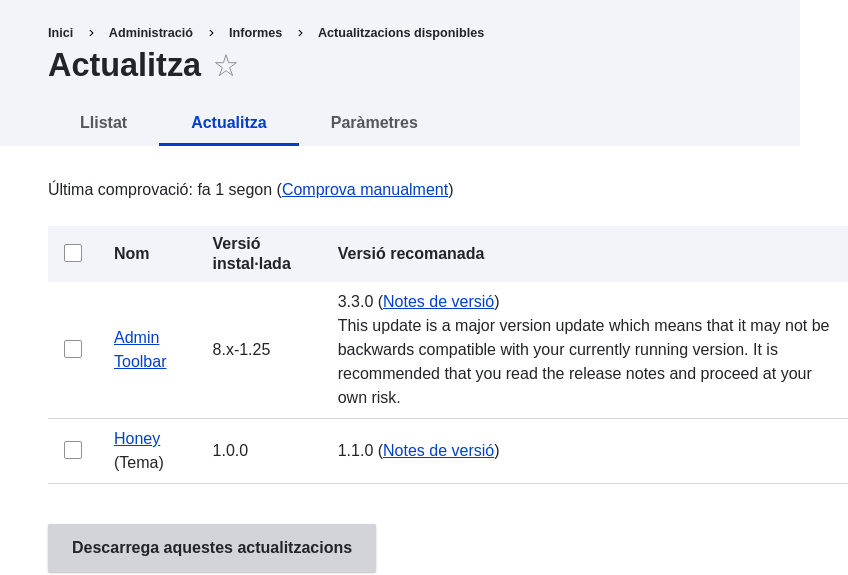 Inici > Administració > Informes > Actualitzacions disponibles
Actualitza
Llistat Actualitza Paràmetres
Última comprovació: fa 1 segon (Comprova manualment)
Nom Versió instal·lada Versió recomanada
Admin Toolbar 8.x-1.25 3.3.0 (Notes de versió)
This update is a major version update which means that it may not be
backwards compatible with your currently running version. It is
recommended that you read the release notes and proceed at your
own risk.
Honey (Tema) 1.0.0 1.1.0 (Notes de versió)
Descarrega aquestes actualitzacions